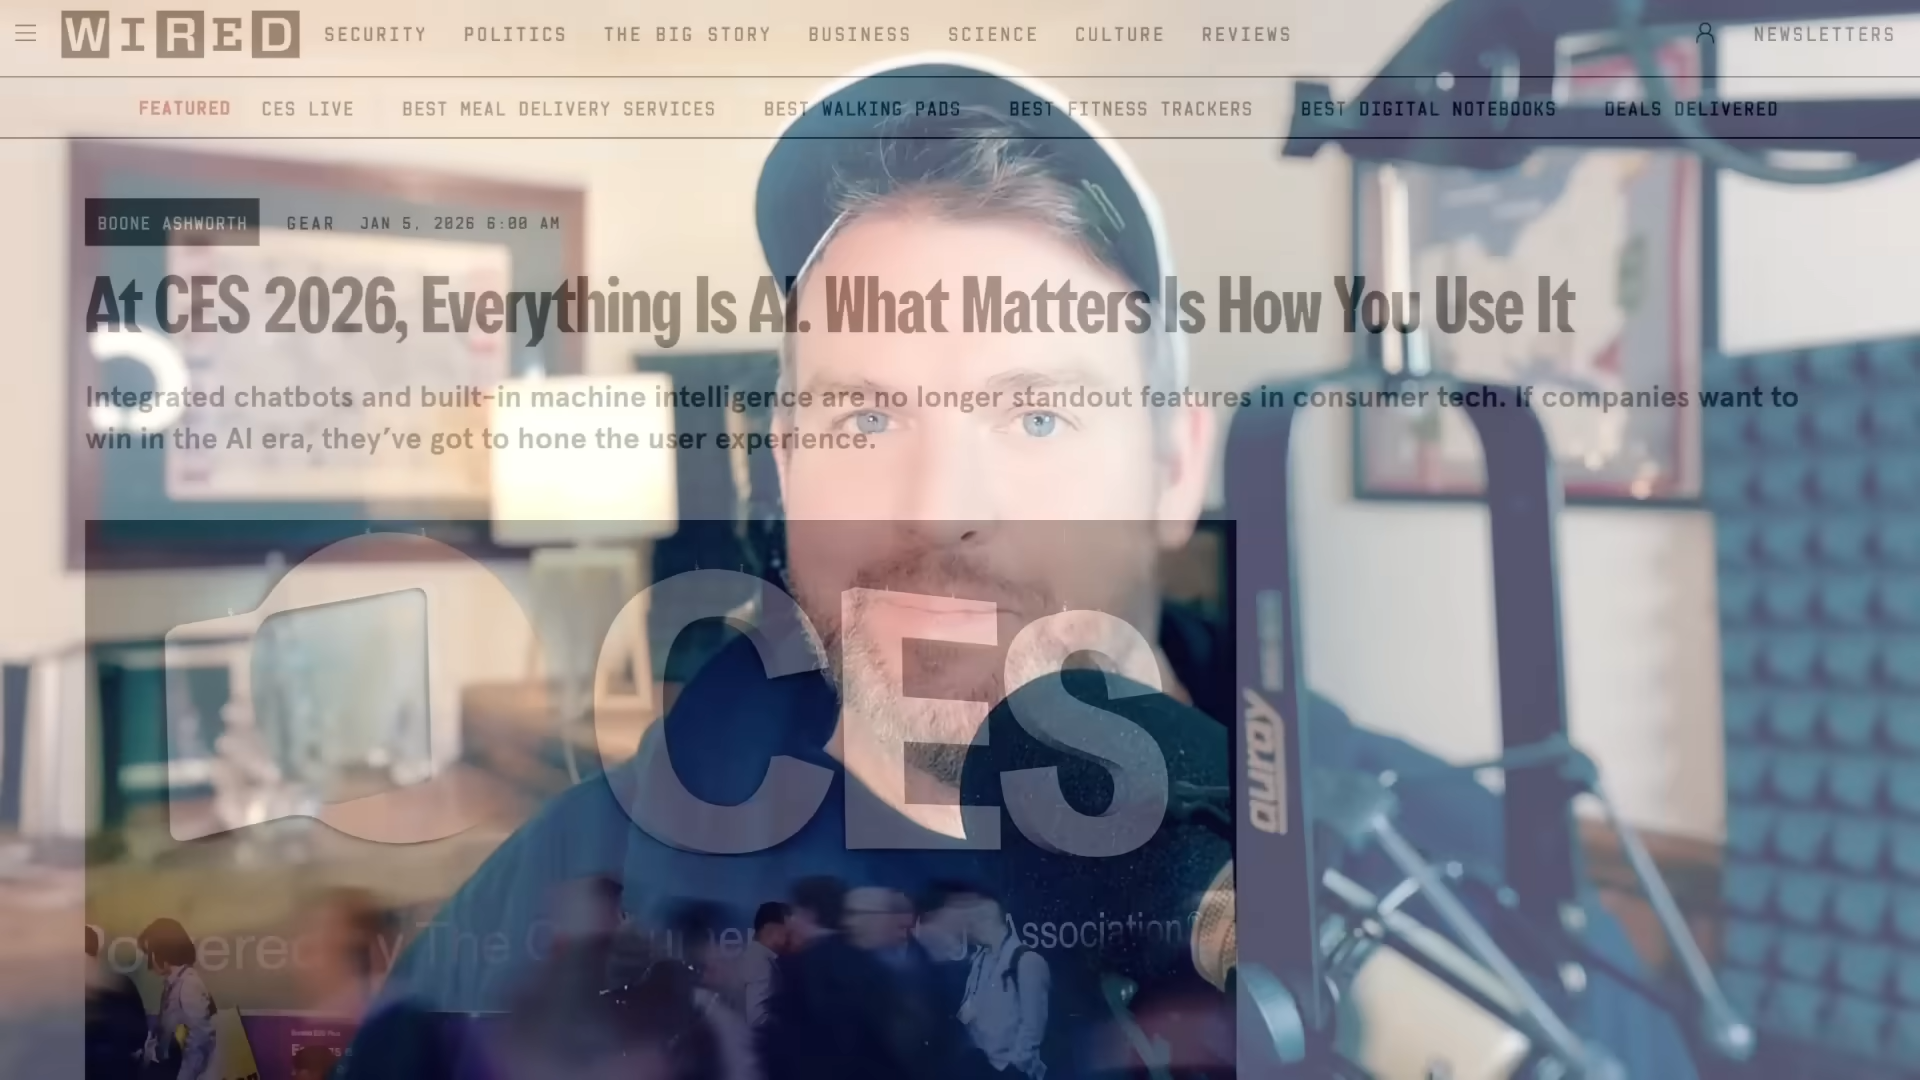 WIRED SECURITY POLITICS THE BIG STORY BUSINESS SCIENCE CULTURE REVIEWS NEWSLETTERS
FEATURED CES LIVE BEST MEAL DELIVERY SERVICES BEST WALKING PADS BEST FITNESS TRACKERS BEST DIGITAL NOTEBOOKS DEALS DELIVERED
BOONE ASHWORTH GEAR JAN 5, 2026 6:00 AM
At CES 2026, Everything Is AI. What Matters Is How You Use It
Integrated chatbots and built-in machine intelligence are no longer standout features in consumer tech. If companies want to
win in the AI era, they’ve got to hone the user experience.
CES
Powered By The Association®
auray